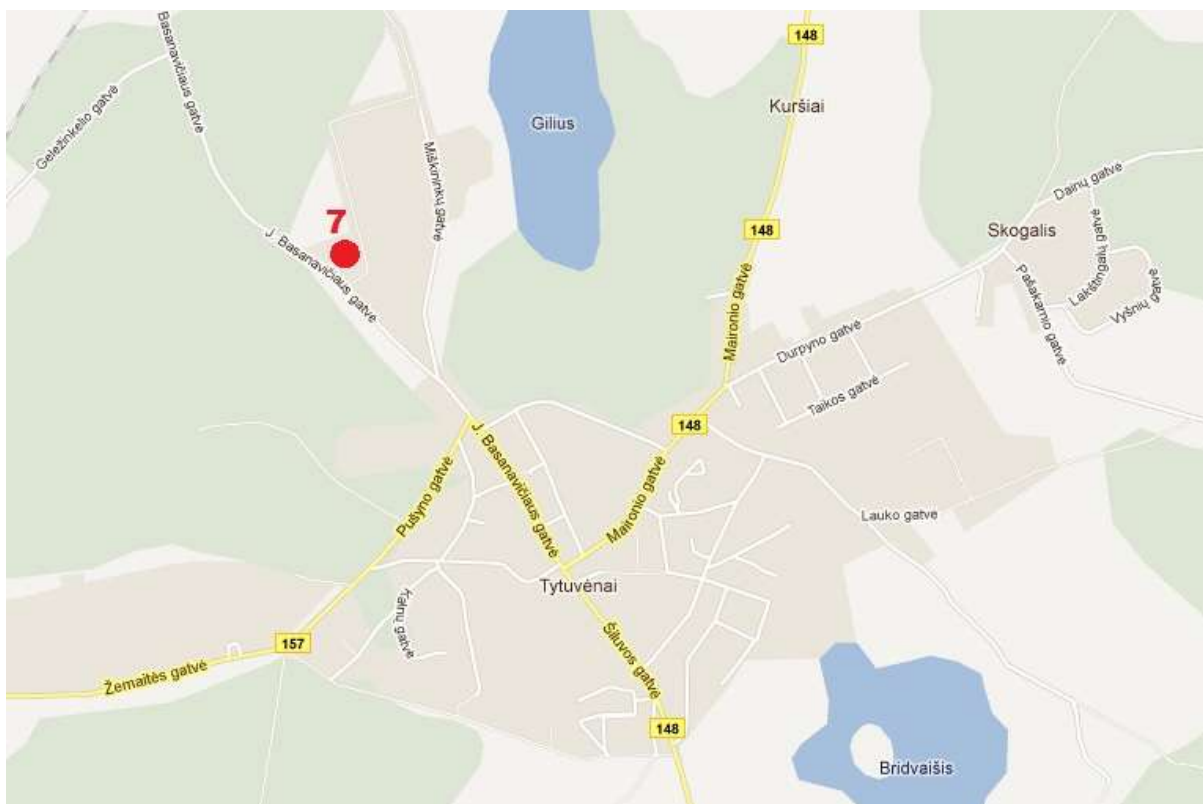 Basanavičiaus gatvė
148
Geležinkelio gatvė
Kuršiai
Gilius
Miškininkų gatvė
Dainų gatvė
7
148
Skogalis
Lakštingalų gatvė
J. Basanavičiaus gatvė
Vyšnių gatvė
Maironio gatvė
Pašakarnio gatvė
Durpyno gatvė
Taikos gatvė
148
J. Basanavičiaus gatvė
Pušyno gatvė
Maironio gatvė
Lauko gatvė
Tytuvėnai
Kalnų gatvė
157
Šiluvos gatvė
Žemaitės gatvė
148
Bridvaišis